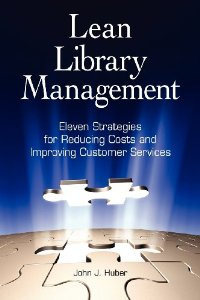 Lean
Library
Management
Eleven Strategies
for Reducing Costs and
Improving Customer Services
John J. Huber